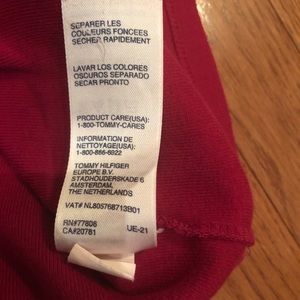 SÉPARER LES
COULEURS FONCÉES
SÉCHER RAPIDEMENT
LAVAR LOS COLORES
OSCUROS SEPARADO
SECAR PRONTO
PRODUCT CARE(USA):
1-800-TOMMY-CARES
INFORMATION DE
NETTOYAGE(USA):
1-800-866-6922
TOMMY HILFIGER
EUROPE B.V.
STADHOUDERSKADE 6
AMSTERDAM,
THE NETHERLANDS
VAT# NL805768713B01
RN#77806
CA#20781 UE-21